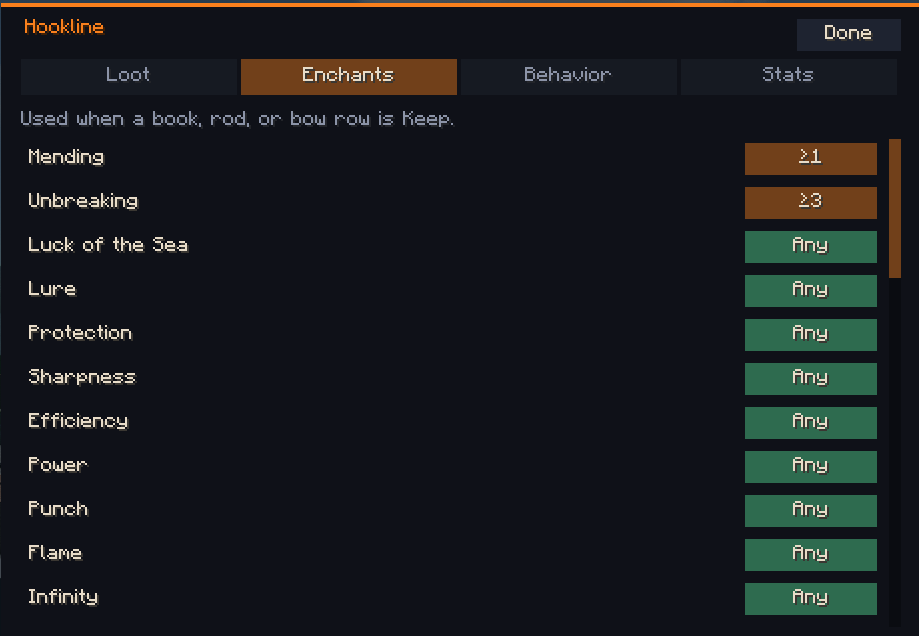 Hookline
Done
Loot Enchants Behavior Stats
Used when a book, rod, or bow row is Keep.
Mending ≥1
Unbreaking ≥3
Luck of the Sea Any
Lure Any
Protection Any
Sharpness Any
Efficiency Any
Power Any
Punch Any
Flame Any
Infinity Any